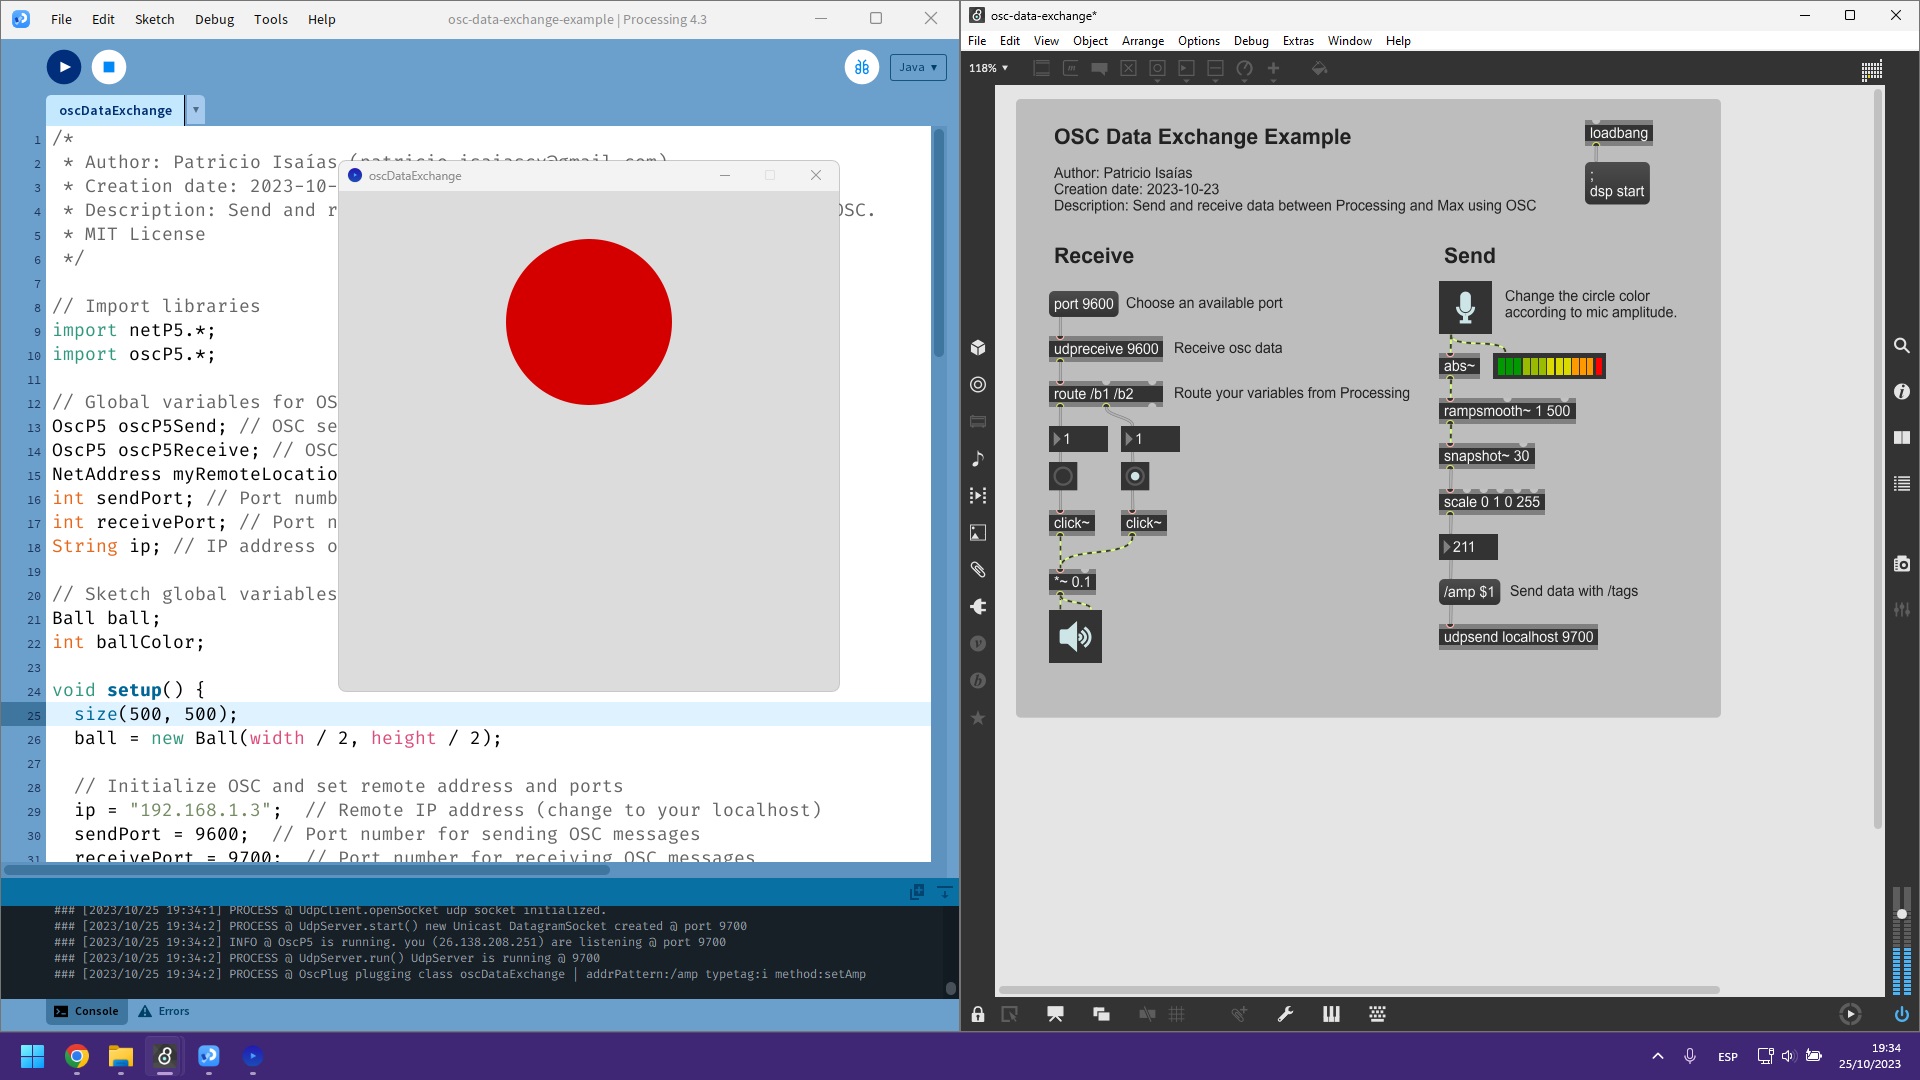 File Edit Sketch Debug Tools Help
osc-data-exchange-example | Processing 4.3
Java ▾
oscDataExchange
1 /*
2  * Author: Patricio Isaías (patricio.isaiascv@gmail.com)
3  * Creation date: 2023-10-
4  * Description: Send and r OSC.
5  * MIT License
6  */
7
8 // Import libraries
9 import netP5.*;
10 import oscP5.*;
11
12 // Global variables for OS
13 OscP5 oscP5Send; // OSC se
14 OscP5 oscP5Receive; // OSC
15 NetAddress myRemoteLocatio
16 int sendPort; // Port numb
17 int receivePort; // Port n
18 String ip; // IP address o
19
20 // Sketch global variables
21 Ball ball;
22 int ballColor;
23
24 void setup() {
25   size(500, 500);
26   ball = new Ball(width / 2, height / 2);
27
28   // Initialize OSC and set remote address and ports
29   ip = "192.168.1.3";  // Remote IP address (change to your localhost)
30   sendPort = 9600;  // Port number for sending OSC messages
31   receivePort = 9700;  // Port number for receiving OSC messages
oscDataExchange
### [2023/10/25 19:34:1] PROCESS @ UdpClient.openSocket udp socket initialized.
### [2023/10/25 19:34:2] PROCESS @ UdpServer.start() new Unicast DatagramSocket created @ port 9700
### [2023/10/25 19:34:2] INFO @ OscP5 is running. you (26.138.208.251) are listening @ port 9700
### [2023/10/25 19:34:2] PROCESS @ UdpServer.run() UdpServer is running @ 9700
### [2023/10/25 19:34:2] PROCESS @ OscPlug plugging class oscDataExchange | addrPattern:/amp typetag:i method:setAmp
Console Errors
osc-data-exchange*
File Edit View Object Arrange Options Debug Extras Window Help
118% ▾
OSC Data Exchange Example
Author: Patricio Isaías
Creation date: 2023-10-23
Description: Send and receive data between Processing and Max using OSC
loadbang
;
dsp start
Receive
port 9600 Choose an available port
udpreceive 9600 Receive osc data
route /b1 /b2 Route your variables from Processing
1 1
click~ click~
*~ 0.1
Send
Change the circle color
according to mic amplitude.
abs~
rampsmooth~ 1 500
snapshot~ 30
scale 0 1 0 255
211
/amp $1 Send data with /tags
udpsend localhost 9700
ESP
19:34
25/10/2023